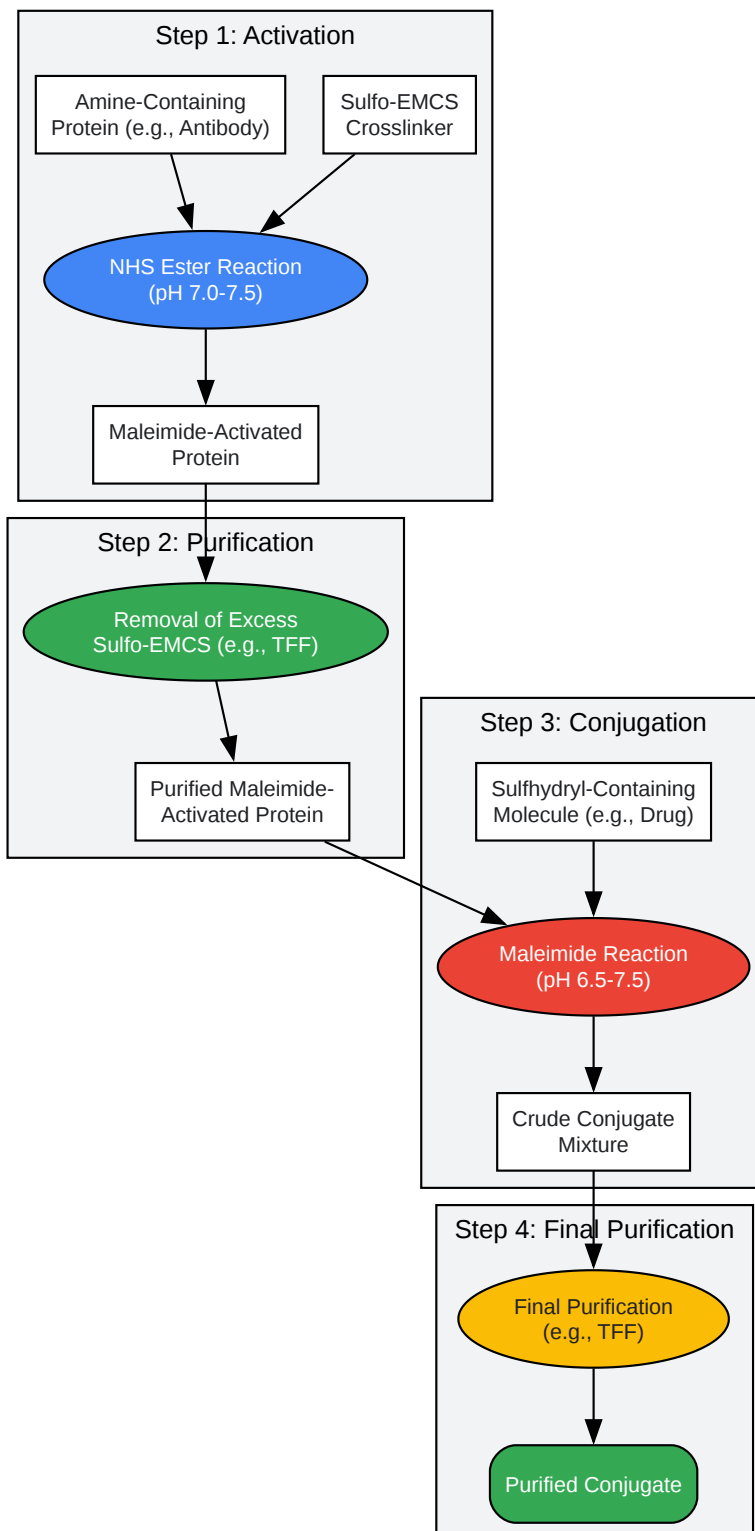 Step 1: Activation
Amine-Containing
Protein (e.g., Antibody)
Sulfo-EMCS
Crosslinker
NHS Ester Reaction
(pH 7.0-7.5)
Maleimide-Activated
Protein
Step 2: Purification
Removal of Excess
Sulfo-EMCS (e.g., TFF)
Purified Maleimide-
Activated Protein
Step 3: Conjugation
Sulfhydryl-Containing
Molecule (e.g., Drug)
Maleimide Reaction
(pH 6.5-7.5)
Crude Conjugate
Mixture
Step 4: Final Purification
Final Purification
(e.g., TFF)
Purified Conjugate